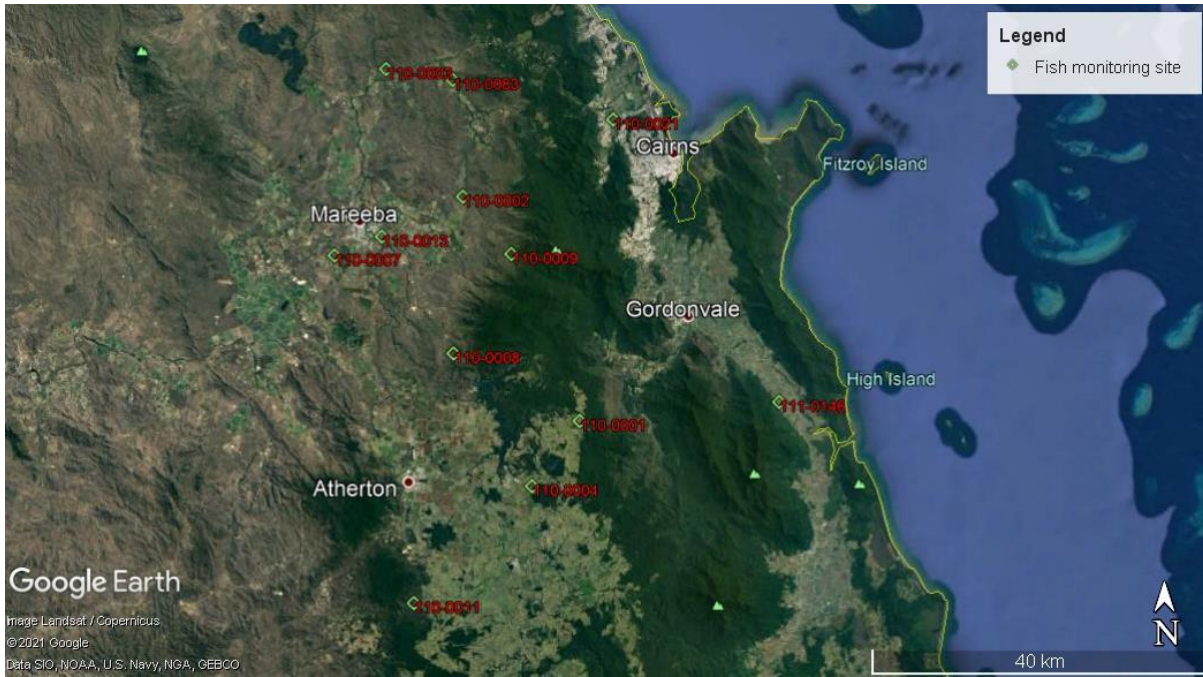 Legend
Fish monitoring site
110-0083
110-0021
Cairns
Fitzroy Island
110-0002
Mareeba
110-0013
110-0007
110-0009
Gordonvale
110-0008
High Island
111-0146
110-0001
Atherton
110-0004
Google Earth
110-0011
Image Landsat / Copernicus
©2021 Google
Data SIO, NOAA, U.S. Navy, NGA, GEBCO
40 km
N